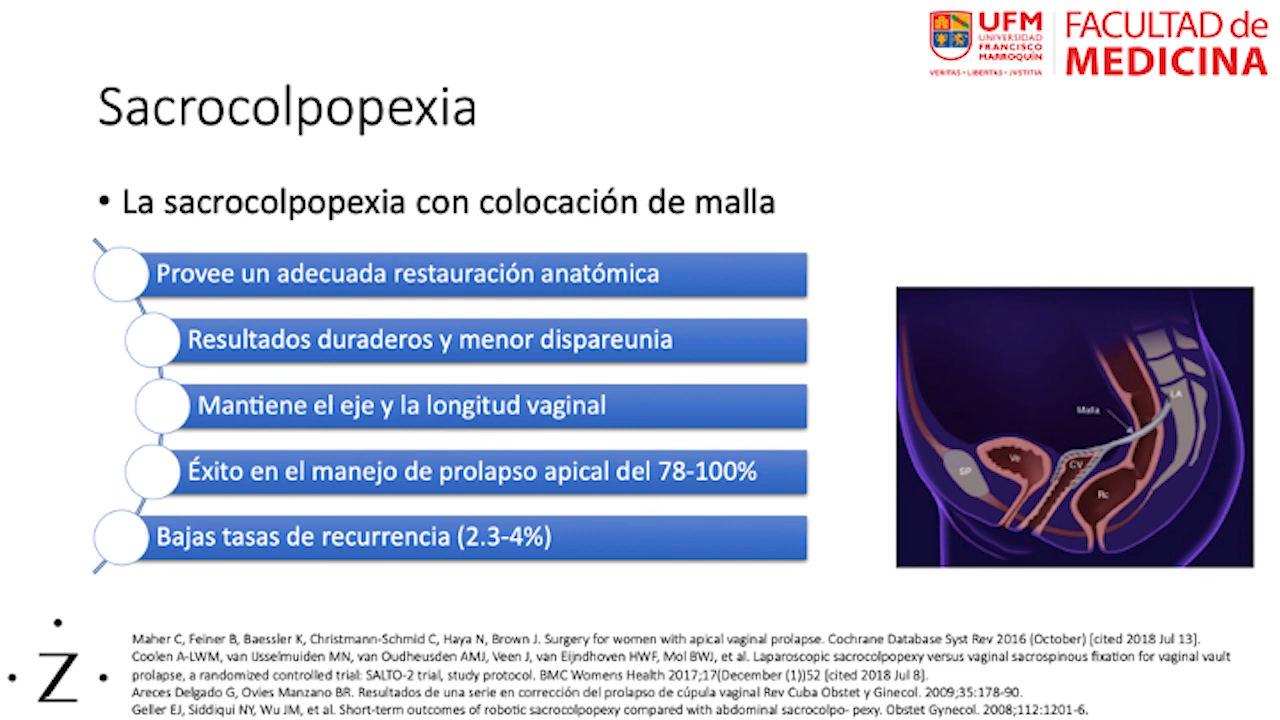 UFM
UNIVERSIDAD
FRANCISCO
MARROQUÍN
VERITAS • LIBERTAS • JVSTITIA
FACULTAD de
MEDICINA
Sacrocolpopexia
• La sacrocolpopexia con colocación de malla
Provee un adecuada restauración anatómica
Resultados duraderos y menor dispareunia
Mantiene el eje y la longitud vaginal
Éxito en el manejo de prolapso apical del 78-100%
Bajas tasas de recurrencia (2.3-4%)
Malla
LA
SP
Ve
CV
Rc
Z
Maher C, Feiner B, Baessler K, Christmann-Schmid C, Haya N, Brown J. Surgery for women with apical vaginal prolapse. Cochrane Database Syst Rev 2016 (October) [cited 2018 Jul 13].
Coolen A-LWM, van IJsselmuiden MN, van Oudheusden AMJ, Veen J, van Eijndhoven HWF, Mol BWJ, et al. Laparoscopic sacrocolpopexy versus vaginal sacrospinous fixation for vaginal vault
prolapse, a randomized controlled trial: SALTO-2 trial, study protocol. BMC Womens Health 2017;17(December (1))52 [cited 2018 Jul 8].
Areces Delgado G, Ovies Manzano BR. Resultados de una serie en corrección del prolapso de cúpula vaginal Rev Cuba Obstet y Ginecol. 2009;35:178-90.
Geller EJ, Siddiqui NY, Wu JM, et al. Short-term outcomes of robotic sacrocolpopexy compared with abdominal sacrocolpo- pexy. Obstet Gynecol. 2008;112:1201-6.